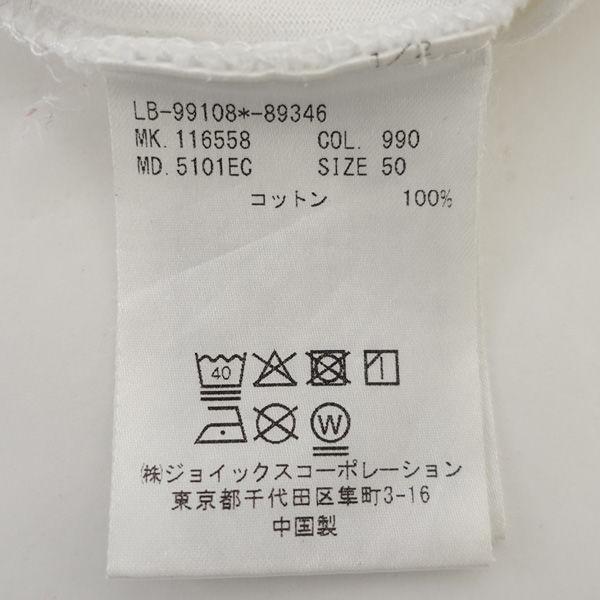 LB-99108*-89346
MK. 116558 COL. 990
MD. 5101EC SIZE 50
コットン 100%
40
W
㈱ジョイックスコーポレーション
東京都千代田区隼町3-16
中国製